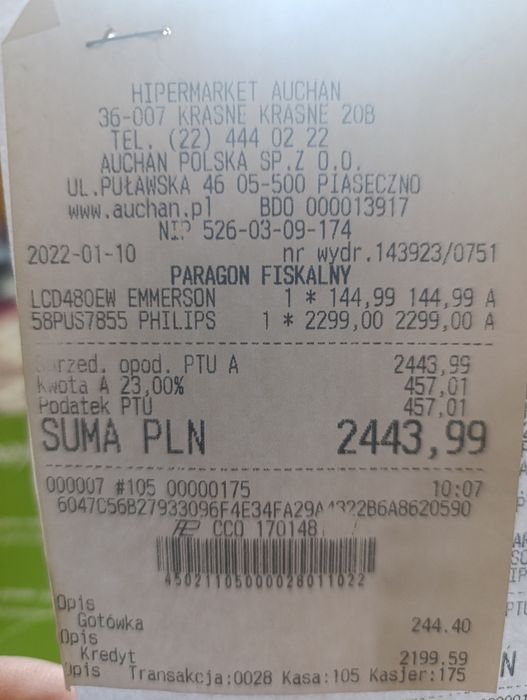 HIPERMARKET AUCHAN
36-007 KRASNE KRASNE 20B
TEL. (22) 444 02 22
AUCHAN POLSKA SP.Z O.O.
UL.PUŁAWSKA 46 05-500 PIASECZNO
www.auchan.pl BDO 000013917
NIP 526-03-09-174
2022-01-10 nr wydr.143923/0751
PARAGON FISKALNY
LCD480EW EMMERSON 1 * 144,99 144,99 A
58PUS7855 PHILIPS 1 * 2299,00 2299,00 A
Sprzed. opod. PTU A 2443,99
Kwota A 23,00% 457,01
Podatek PTU 457,01
SUMA PLN 2443,99
000007 #105 00000175 10:07
CCO 170148
45021105000028011022
Opis
Gotówka 244.40
Opis
Kredyt 2199,59
Opis Transakcja:0028 Kasa:105 Kasjer:175